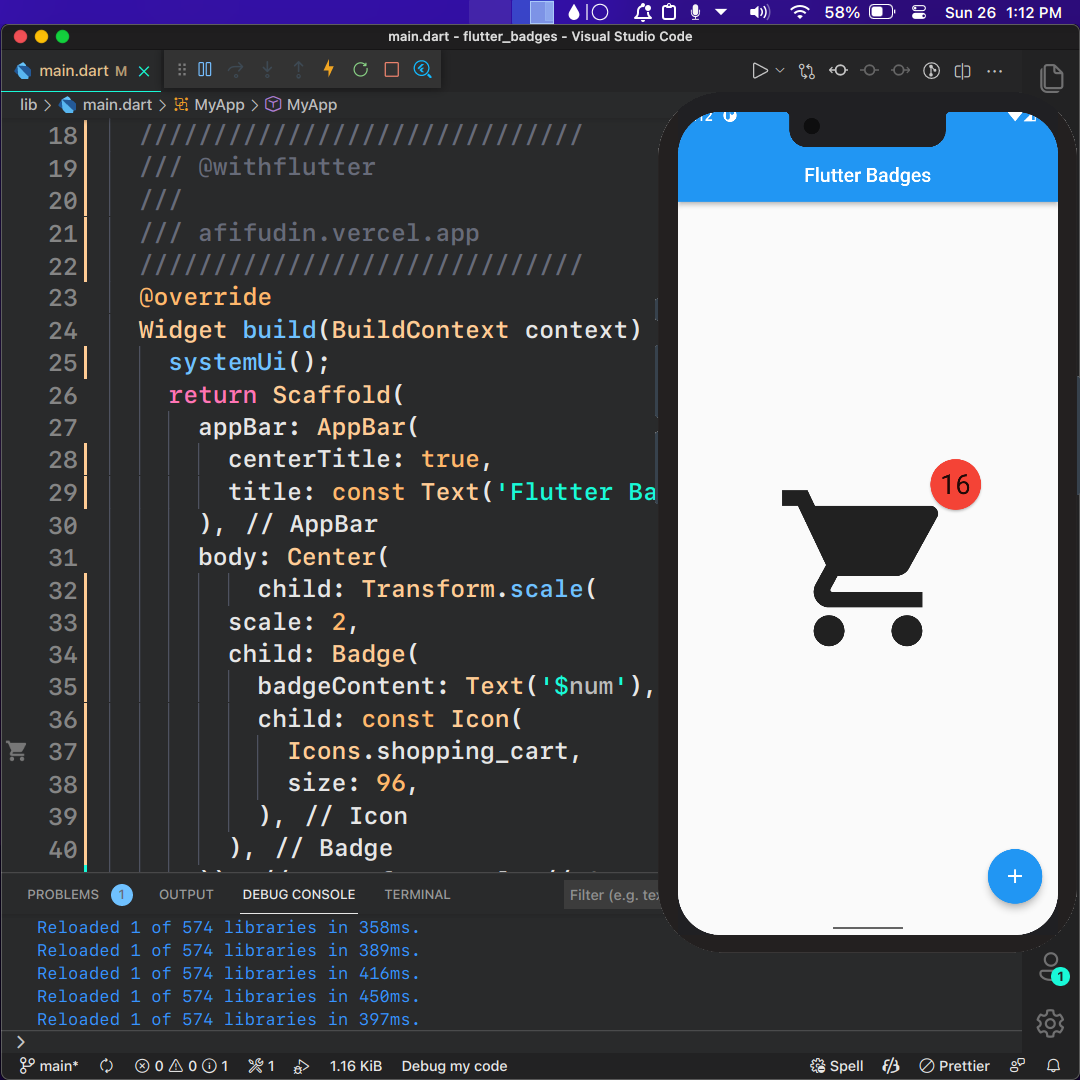 58% Sun 26 1:12 PM
main.dart - flutter_badges - Visual Studio Code
main.dart M
lib > main.dart > MyApp > MyApp
18 //////////////////////////////
19 /// @withflutter
20 ///
21 /// afifudin.vercel.app
22 //////////////////////////////
23 @override
24 Widget build(BuildContext context)
25 systemUi();
26 return Scaffold(
27 appBar: AppBar(
28 centerTitle: true,
29 title: const Text('Flutter Ba
30 ), // AppBar
31 body: Center(
32 child: Transform.scale(
33 scale: 2,
34 child: Badge(
35 badgeContent: Text('$num'),
36 child: const Icon(
37 Icons.shopping_cart,
38 size: 96,
39 ), // Icon
40 ), // Badge
Flutter Badges
16
+
PROBLEMS 1 OUTPUT DEBUG CONSOLE TERMINAL Filter (e.g. te
Reloaded 1 of 574 libraries in 358ms.
Reloaded 1 of 574 libraries in 389ms.
Reloaded 1 of 574 libraries in 416ms.
Reloaded 1 of 574 libraries in 450ms.
Reloaded 1 of 574 libraries in 397ms.
1
>
main* 0 0 1 1 1.16 KiB Debug my code Spell Prettier